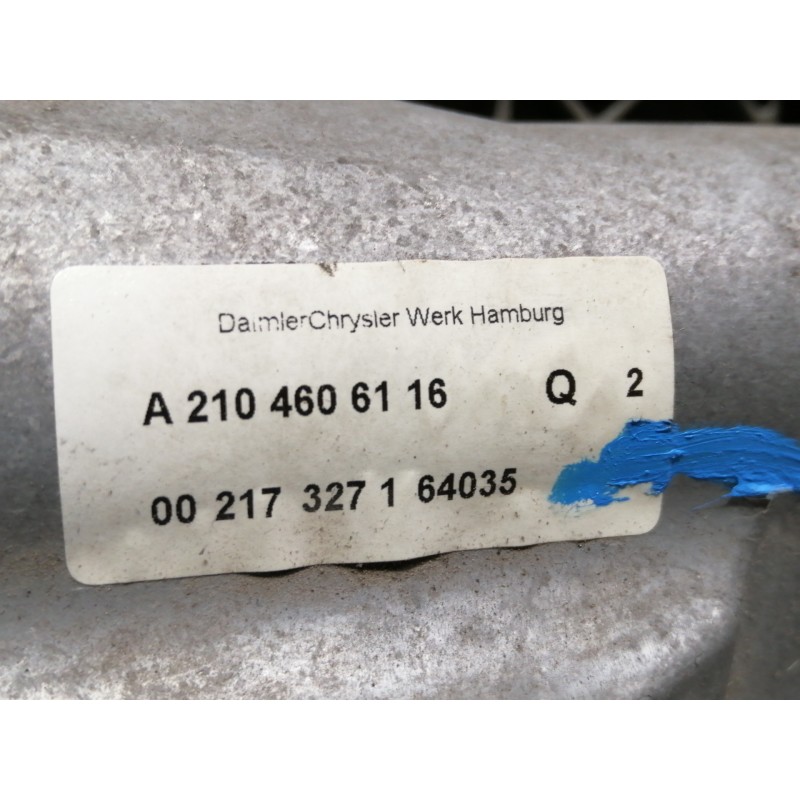 DaimlerChrysler Werk Hamburg
A 210 460 61 16 Q 2
00 217 327 1 64035